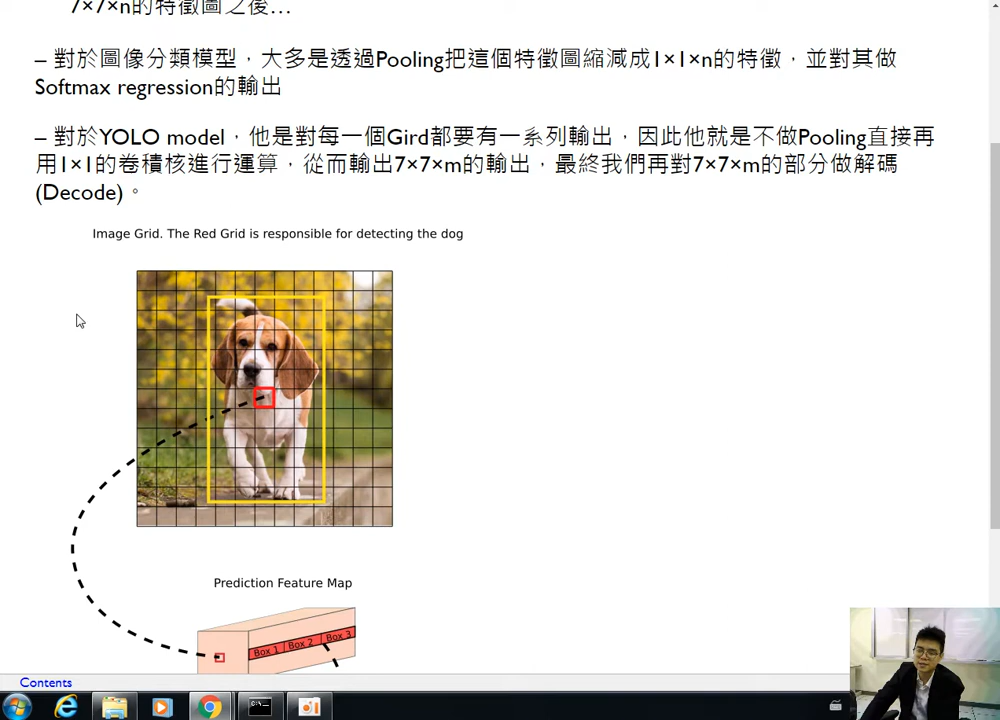 7×7×n的特徵圖之後…
– 對於圖像分類模型，大多是透過Pooling把這個特徵圖縮減成1×1×n的特徵，並對其做
Softmax regression的輸出
– 對於YOLO model，他是對每一個Gird都要有一系列輸出，因此他就是不做Pooling直接再
用1×1的卷積核進行運算，從而輸出7×7×m的輸出，最終我們再對7×7×m的部分做解碼
(Decode)。
Image Grid. The Red Grid is responsible for detecting the dog
Prediction Feature Map
Box 1 Box 2 Box 3
Contents